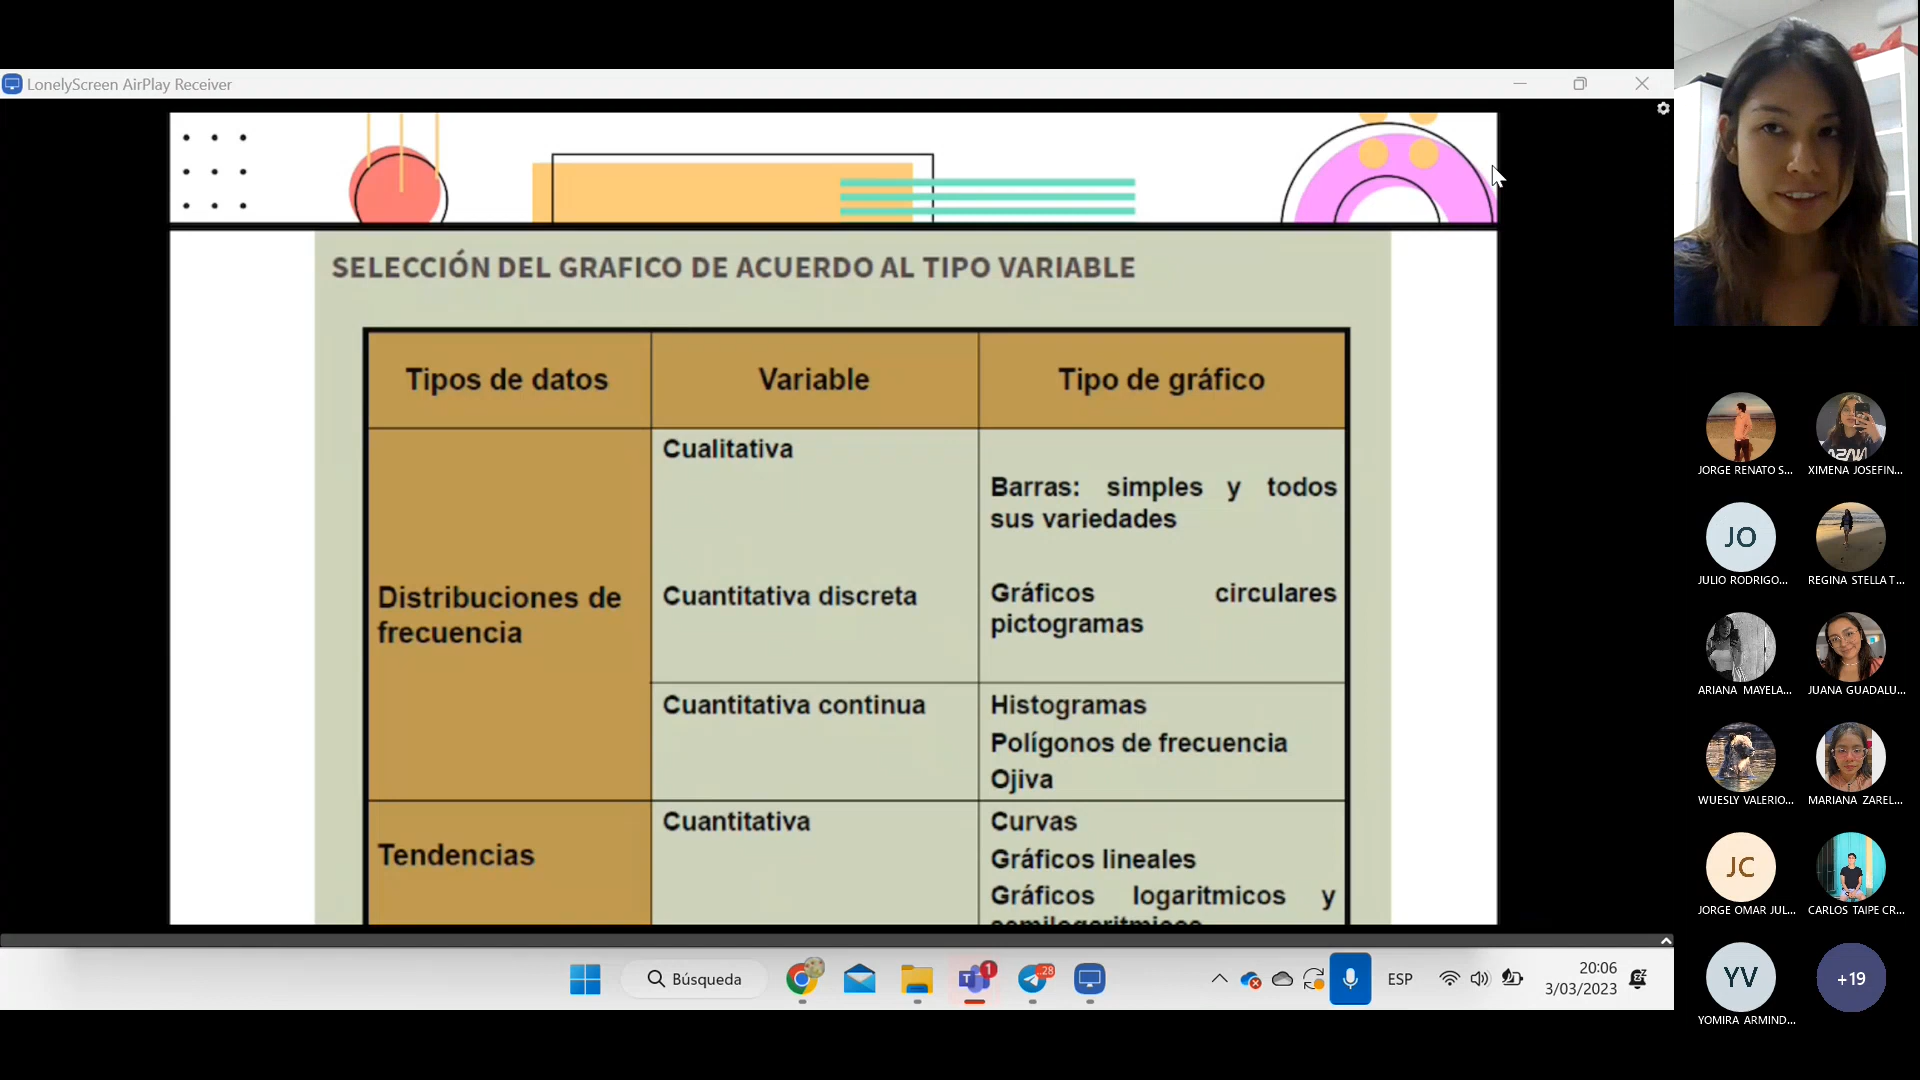 LonelyScreen AirPlay Receiver
SELECCIÓN DEL GRAFICO DE ACUERDO AL TIPO VARIABLE
Tipos de datos
Variable
Tipo de gráfico
Distribuciones de
frecuencia
Cualitativa
Cuantitativa discreta
Barras: simples y todos
sus variedades
Gráficos circulares
pictogramas
Cuantitativa continua
Histogramas
Polígonos de frecuencia
Ojiva
Tendencias
Cuantitativa
Curvas
Gráficos lineales
Gráficos logaritmicos y
semilogaritmicos
JORGE RENATO S...
XIMENA JOSEFIN...
JO
JULIO RODRIGO...
REGINA STELLA T...
ARIANA MAYELA...
JUANA GUADALU...
WUESLY VALERIO...
MARIANA ZAREL...
JC
JORGE OMAR JUL...
CARLOS TAIPE CR...
YV
YOMIRA ARMIND...
+19
Búsqueda
1
28
ESP
20:06
3/03/2023